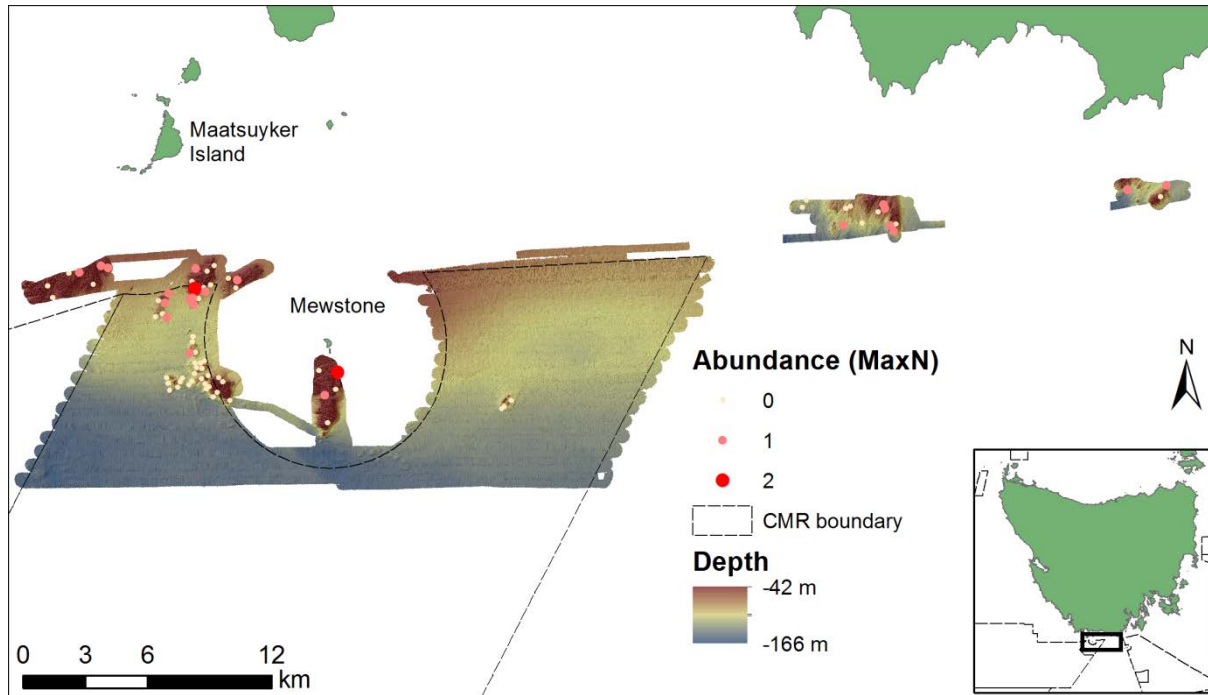 Maatsuyker
Island
Mewstone
Abundance (MaxN)
0
1
2
CMR boundary
Depth
-42 m
-166 m
N
0 3 6 12
km